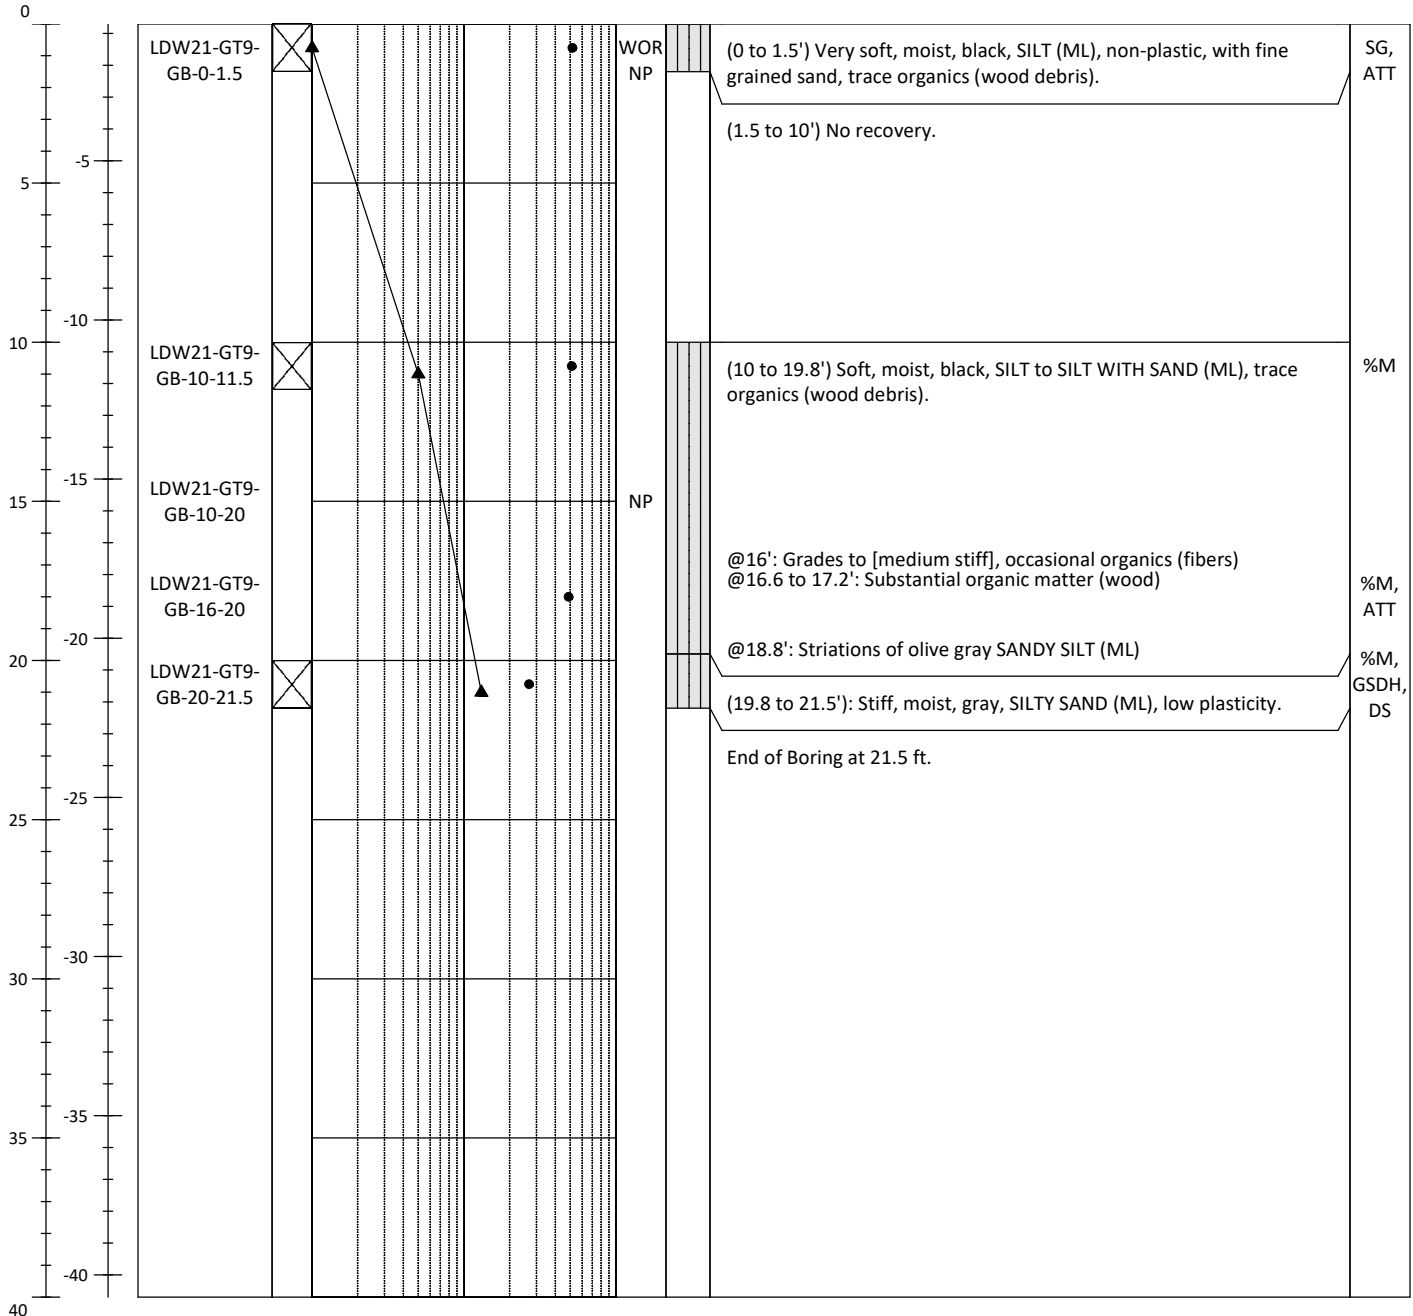 0
LDW21-GT9-
GB-0-1.5
WOR
NP
(0 to 1.5') Very soft, moist, black, SILT (ML), non-plastic, with fine
grained sand, trace organics (wood debris).
SG,
ATT
(1.5 to 10') No recovery.
-5
5
-10
10
LDW21-GT9-
GB-10-11.5
(10 to 19.8') Soft, moist, black, SILT to SILT WITH SAND (ML), trace
organics (wood debris).
%M
-15
15
LDW21-GT9-
GB-10-20
NP
@16': Grades to [medium stiff], occasional organics (fibers)
@16.6 to 17.2': Substantial organic matter (wood)
LDW21-GT9-
GB-16-20
%M,
ATT
-20
20
@18.8': Striations of olive gray SANDY SILT (ML)
LDW21-GT9-
GB-20-21.5
%M,
GSDH,
DS
(19.8 to 21.5'): Stiff, moist, gray, SILTY SAND (ML), low plasticity.
End of Boring at 21.5 ft.
-25
25
-30
30
-35
35
-40
40